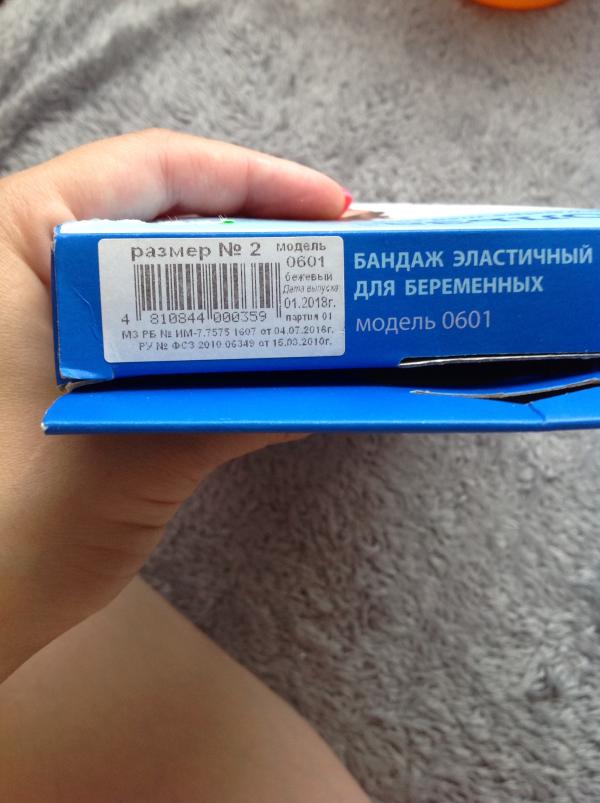 размер № 2
модель
0601
бежевый
Дата выпуска:
01.2018г.
партия 01
4 810844 000359
МЗ РБ № ИМ-7.7575 1607 от 04.07.2016г.
РУ № ФСЗ 2010 06349 от 15.03.2010г.
БАНДАЖ ЭЛАСТИЧНЫЙ
ДЛЯ БЕРЕМЕННЫХ
модель 0601